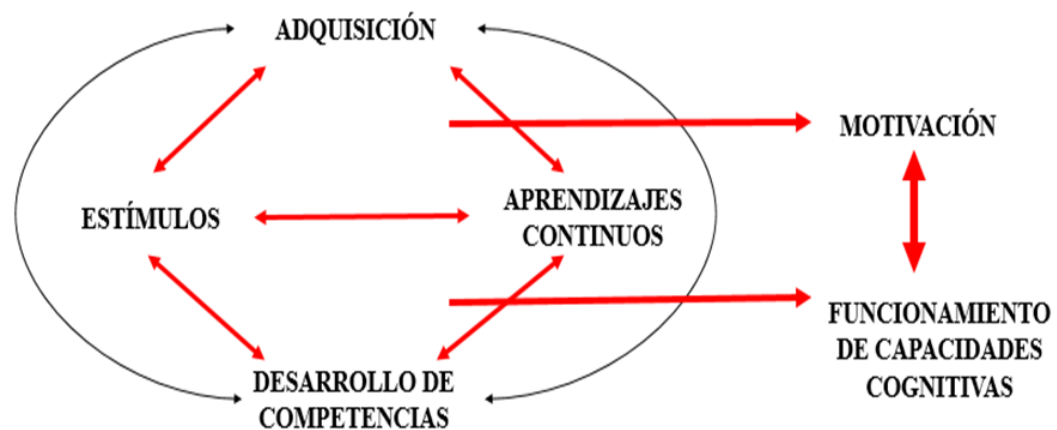 ADQUISICIÓN
MOTIVACIÓN
ESTÍMULOS
APRENDIZAJES
CONTINUOS
FUNCIONAMIENTO
DE CAPACIDADES
COGNITIVAS
DESARROLLO DE
COMPETENCIAS